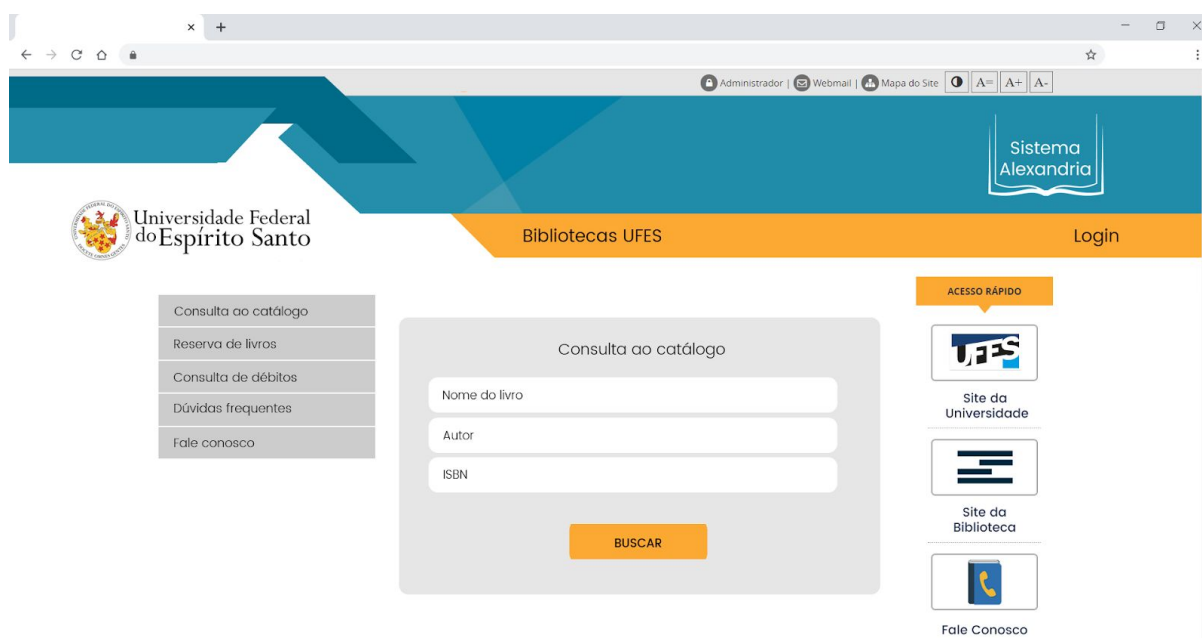 Administrador | Webmail | Mapa do Site A= A+ A-
Sistema
Alexandria
Universidade Federal
do Espírito Santo
Bibliotecas UFES
Login
Consulta ao catálogo
Reserva de livros
Consulta de débitos
Dúvidas frequentes
Fale conosco
Consulta ao catálogo
Nome do livro
Autor
ISBN
BUSCAR
ACESSO RÁPIDO
UFES
Site da
Universidade
Site da
Biblioteca
Fale Conosco